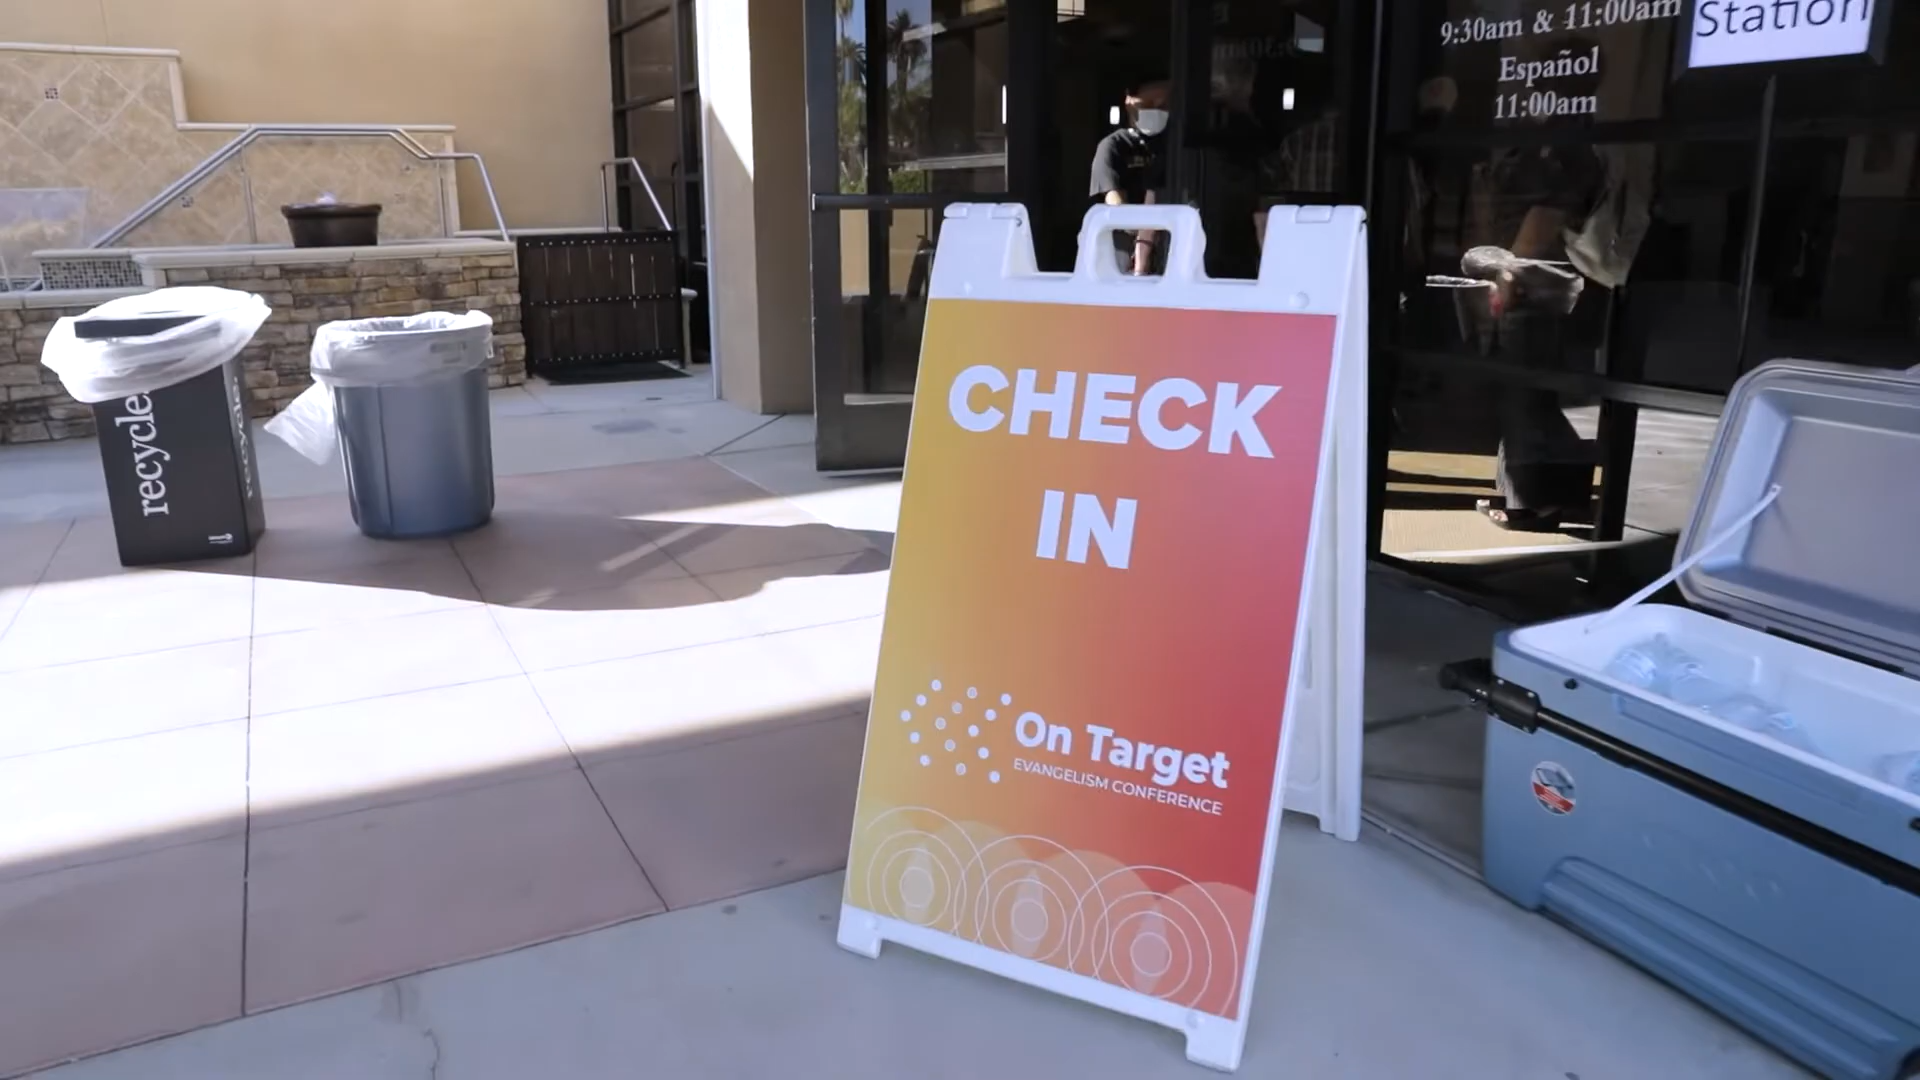 9:30am & 11:00am
Español
11:00am
Station
CHECK
IN
On Target
EVANGELISM CONFERENCE
recycle
recycle